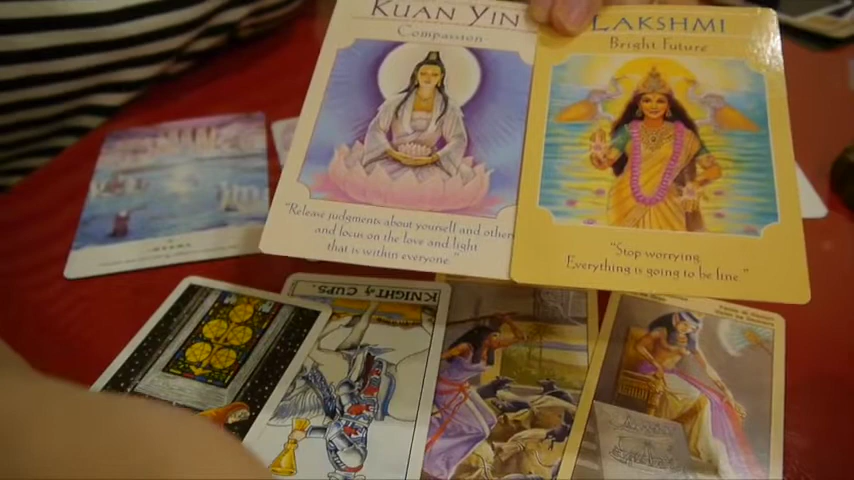 KUAN YIN
Compassion
"Release judgments about yourself and other
and focus on the love and light
that is within everyone."
LAKSHMI
Bright Future
"Stop worrying.
Everything is going to be fine."
KNIGHT of CUPS.